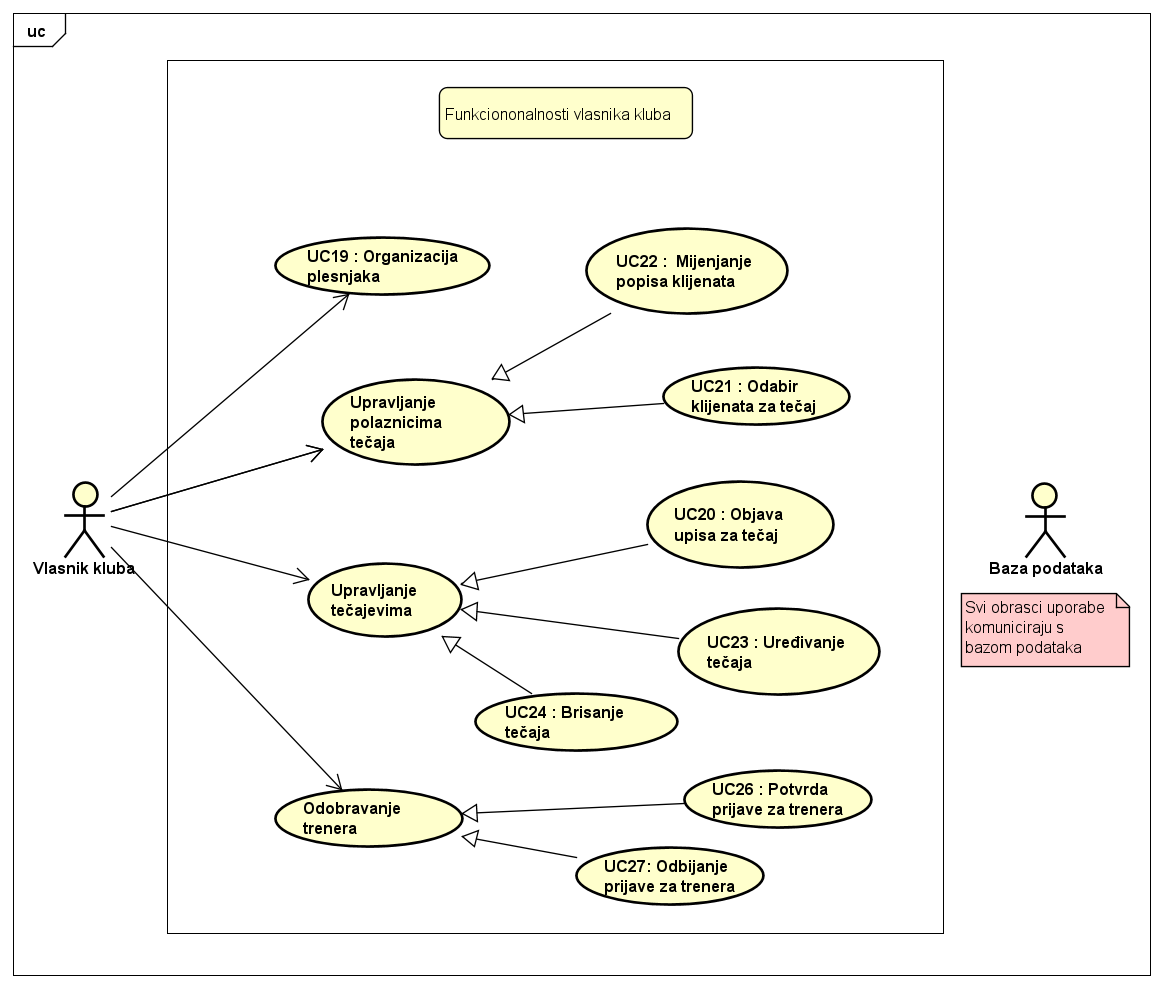 uc
Funkciononalnosti vlasnika kluba
UC19 : Organizacija
plesnjaka
UC22 :  Mijenjanje
popisa klijenata
UC21 : Odabir
klijenata za tečaj
Upravljanje
polaznicima
tečaja
UC20 : Objava
upisa za tečaj
Upravljanje
tečajevima
UC23 : Uređivanje
tečaja
UC24 : Brisanje
tečaja
UC26 : Potvrda
prijave za trenera
Odobravanje
trenera
UC27: Odbijanje
prijave za trenera
Vlasnik kluba
Baza podataka
Svi obrasci uporabe
komuniciraju s
bazom podataka